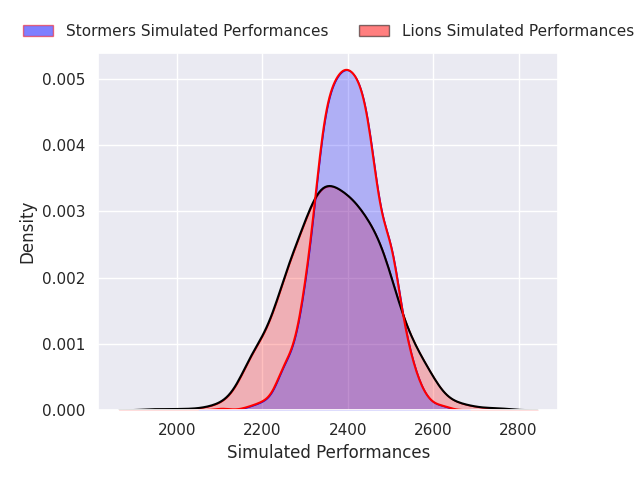 Stormers Simulated Performances
Lions Simulated Performances
0.005
0.004
0.003
0.002
0.001
0.000
Density
2000
2200
2400
2600
2800
Simulated Performances